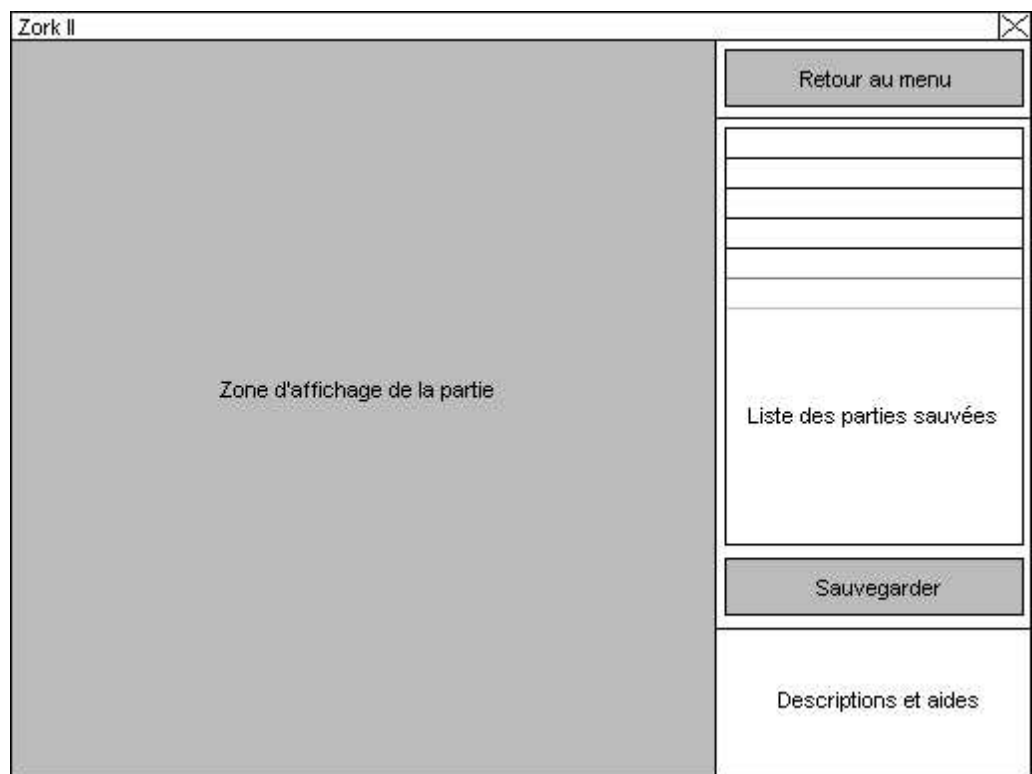 Zork II
Retour au menu
Zone d'affichage de la partie
Liste des parties sauvées
Sauvegarder
Descriptions et aides